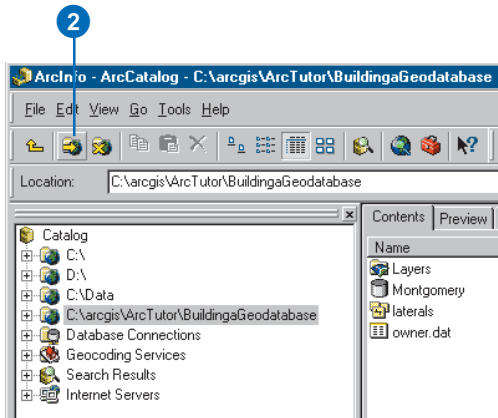 2
ArcInfo - ArcCatalog - C:\arcgis\ArcTutor\BuildingaGeodatabase
File Edit View Go Tools Help
Location: C:\arcgis\ArcTutor\BuildingaGeodatabase
Catalog
C:\
D:\
C:\Data
C:\arcgis\ArcTutor\BuildingaGeodatabase
Database Connections
Geocoding Services
Search Results
Internet Servers
Contents Preview
Name
Layers
Montgomery
laterals
owner.dat